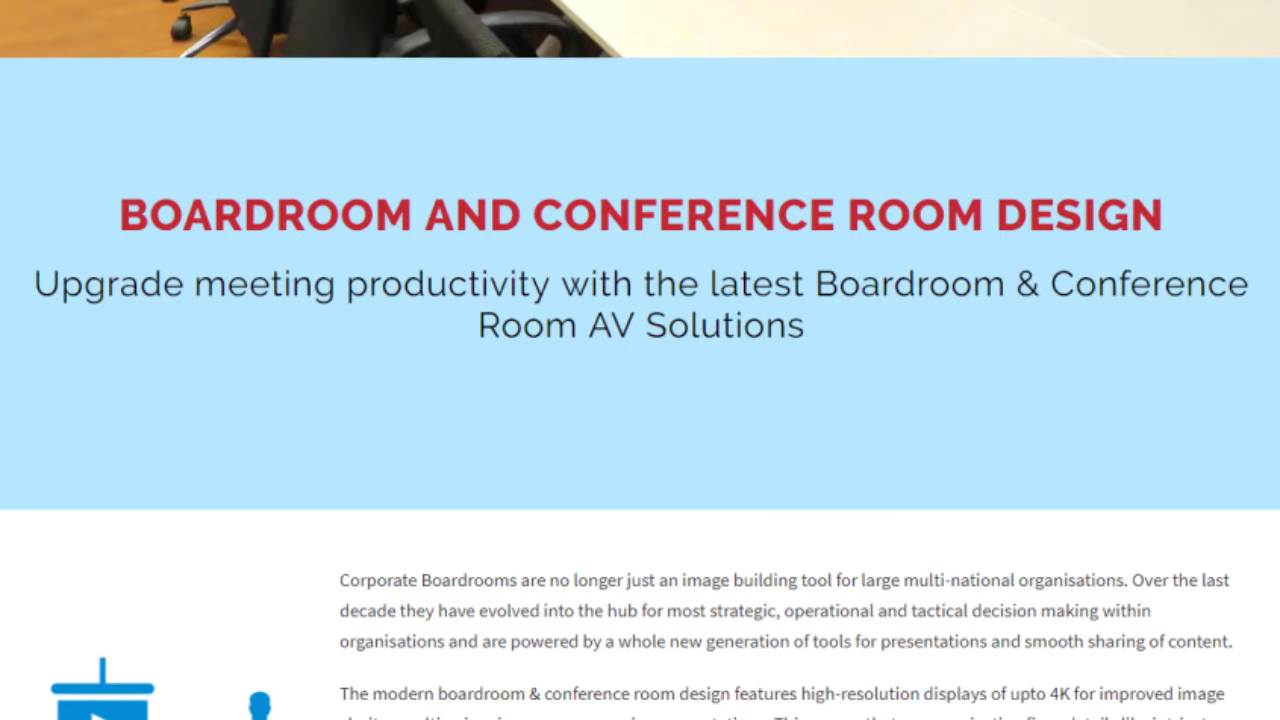 BOARDROOM AND CONFERENCE ROOM DESIGN
Upgrade meeting productivity with the latest Boardroom & Conference
Room AV Solutions
Corporate Boardrooms are no longer just an image building tool for large multi-national organisations. Over the last
decade they have evolved into the hub for most strategic, operational and tactical decision making within
organisations and are powered by a whole new generation of tools for presentations and smooth sharing of content.
The modern boardroom & conference room design features high-resolution displays of upto 4K for improved image